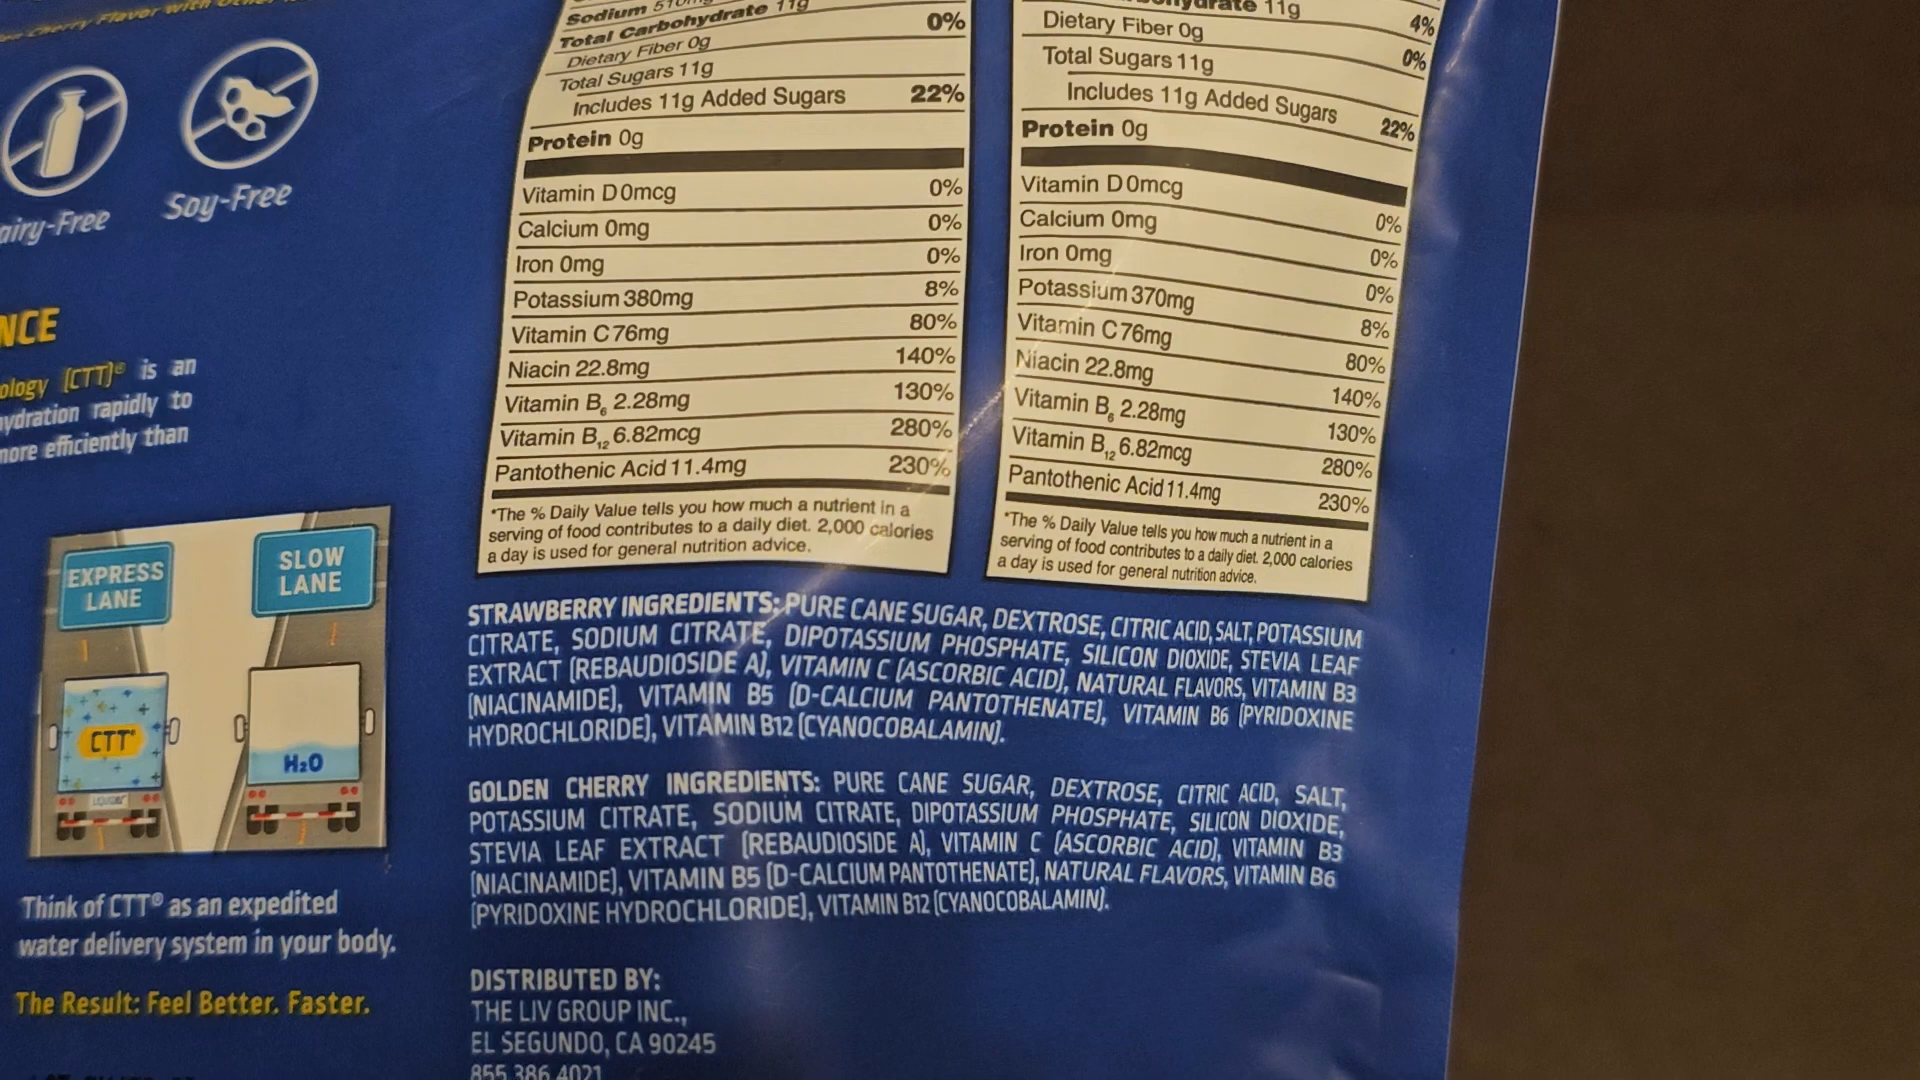 Cherry Flavor with
Dairy-Free
Soy-Free
is an
hydration rapidly to
more efficiently than
EXPRESS
LANE
SLOW
LANE
CTT
H₂O
Think of CTT® as an expedited
water delivery system in your body.
The Result: Feel Better. Faster.
Sodium
Total Carbohydrate 11g
Dietary Fiber 0g 0%
Total Sugars 11g
Includes 11g Added Sugars 22%
Protein 0g
Vitamin D 0mcg 0%
Calcium 0mg 0%
Iron 0mg 0%
Potassium 380mg 8%
Vitamin C 76mg 80%
Niacin 22.8mg 140%
Vitamin B₆ 2.28mg 130%
Vitamin B₁₂ 6.82mcg 280%
Pantothenic Acid 11.4mg 230%
*The % Daily Value tells you how much a nutrient in a
serving of food contributes to a daily diet. 2,000 calories
a day is used for general nutrition advice.
11g 4%
Dietary Fiber 0g 0%
Total Sugars 11g
Includes 11g Added Sugars 22%
Protein 0g
Vitamin D 0mcg 0%
Calcium 0mg 0%
Iron 0mg 0%
Potassium 370mg 8%
Vitamin C 76mg 80%
Niacin 22.8mg 140%
Vitamin B₆ 2.28mg 130%
Vitamin B₁₂ 6.82mcg 280%
Pantothenic Acid 11.4mg 230%
*The % Daily Value tells you how much a nutrient in a
serving of food contributes to a daily diet. 2,000 calories
a day is used for general nutrition advice.
STRAWBERRY INGREDIENTS: PURE CANE SUGAR, DEXTROSE, CITRIC ACID, SALT, POTASSIUM
CITRATE, SODIUM CITRATE, DIPOTASSIUM PHOSPHATE, SILICON DIOXIDE, STEVIA LEAF
EXTRACT (REBAUDIOSIDE A), VITAMIN C (ASCORBIC ACID), NATURAL FLAVORS, VITAMIN B3
(NIACINAMIDE), VITAMIN B5 (D-CALCIUM PANTOTHENATE), VITAMIN B6 (PYRIDOXINE
HYDROCHLORIDE), VITAMIN B12 (CYANOCOBALAMIN).
GOLDEN CHERRY INGREDIENTS: PURE CANE SUGAR, DEXTROSE, CITRIC ACID, SALT,
POTASSIUM CITRATE, SODIUM CITRATE, DIPOTASSIUM PHOSPHATE, SILICON DIOXIDE,
STEVIA LEAF EXTRACT (REBAUDIOSIDE A), VITAMIN C (ASCORBIC ACID), VITAMIN B3
(NIACINAMIDE), VITAMIN B5 (D-CALCIUM PANTOTHENATE), NATURAL FLAVORS, VITAMIN B6
(PYRIDOXINE HYDROCHLORIDE), VITAMIN B12 (CYANOCOBALAMIN).
DISTRIBUTED BY:
THE LIV GROUP INC.,
EL SEGUNDO, CA 90245
855.386.4021